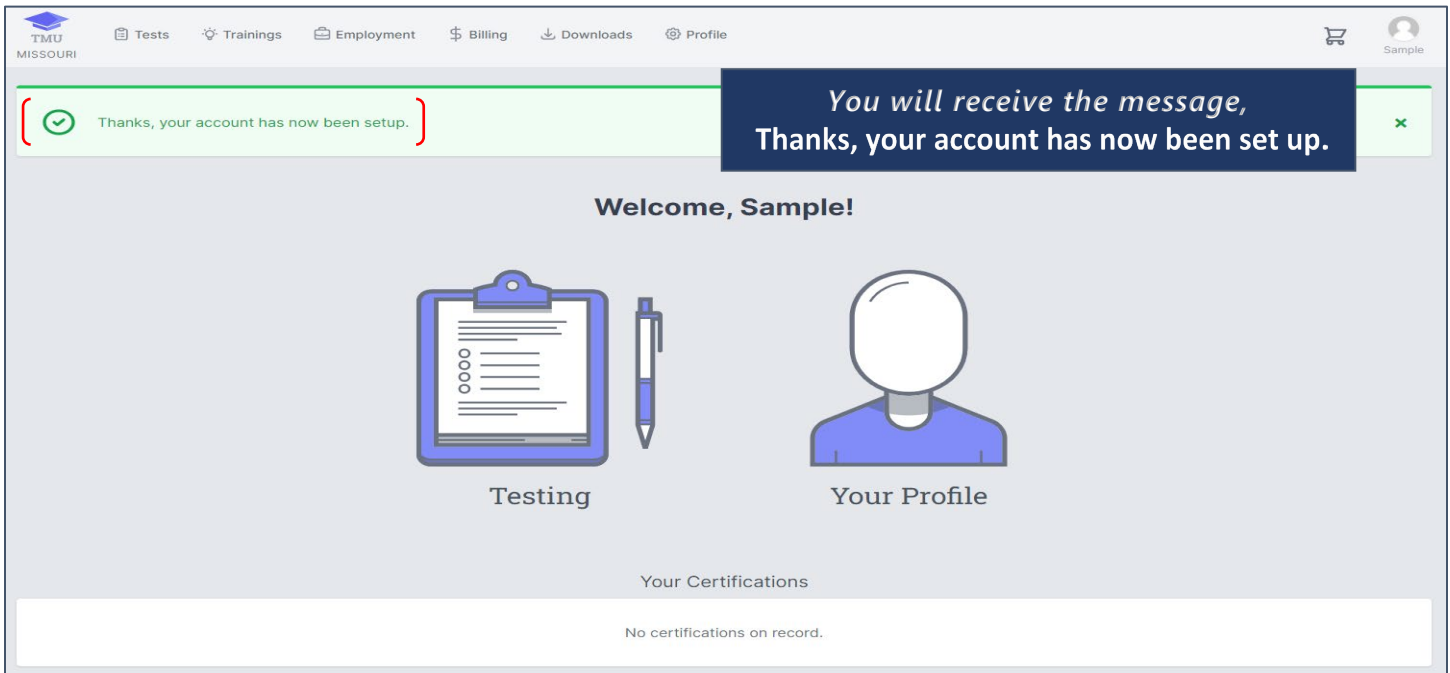 TMU
MISSOURI
Tests Trainings Employment $ Billing Downloads Profile
Sample
Thanks, your account has now been setup.
You will receive the message,
Thanks, your account has now been set up.
×
Welcome, Sample!
Testing Your Profile
Your Certifications
No certifications on record.